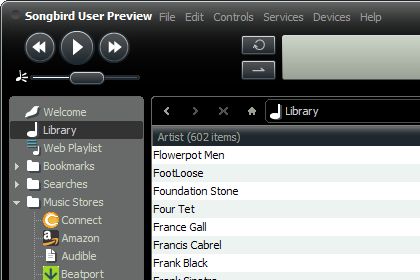 Songbird User Preview File Edit Controls Services Devices Help
Library
Artist (602 items)
Welcome
Library
Web Playlist
Bookmarks
Searches
Music Stores
Connect
Amazon
Audible
Beatport
Flowerpot Men
FootLoose
Foundation Stone
Four Tet
France Gall
Francis Cabrel
Frank Black
Frank Sinatra